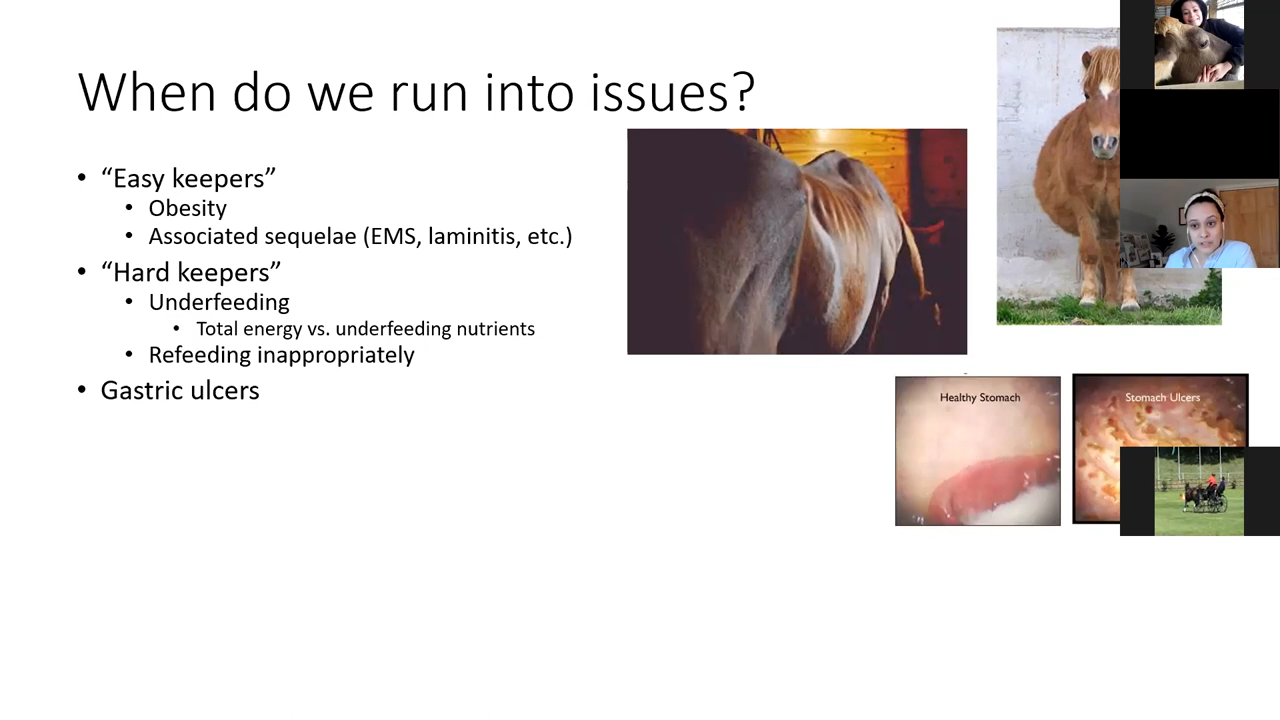 When do we run into issues?
• “Easy keepers”
• Obesity
• Associated sequelae (EMS, laminitis, etc.)
• “Hard keepers”
• Underfeeding
• Total energy vs. underfeeding nutrients
• Refeeding inappropriately
• Gastric ulcers
Healthy Stomach
Stomach Ulcers